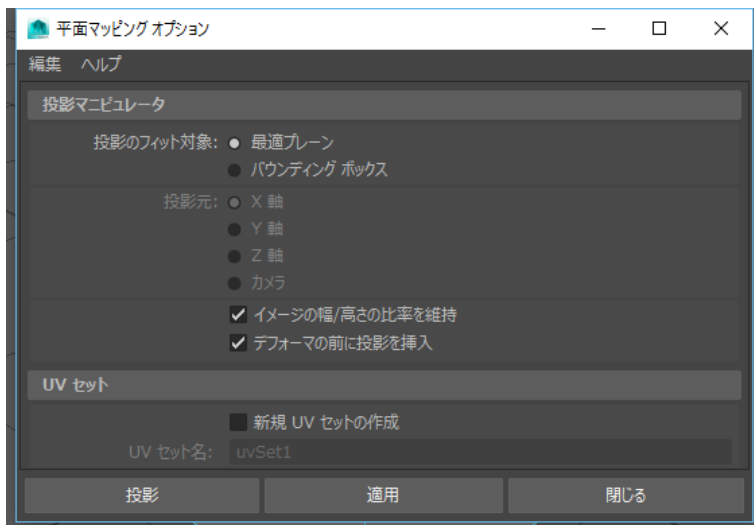 平面マッピング オプション
編集 ヘルプ
投影マニピュレータ
投影のフィット対象: 最適プレーン
バウンディング ボックス
投影元: X 軸
Y 軸
Z 軸
カメラ
イメージの幅/高さの比率を維持
デフォーマの前に投影を挿入
UV セット
新規 UV セットの作成
UV セット名: uvSet1
投影 適用 閉じる